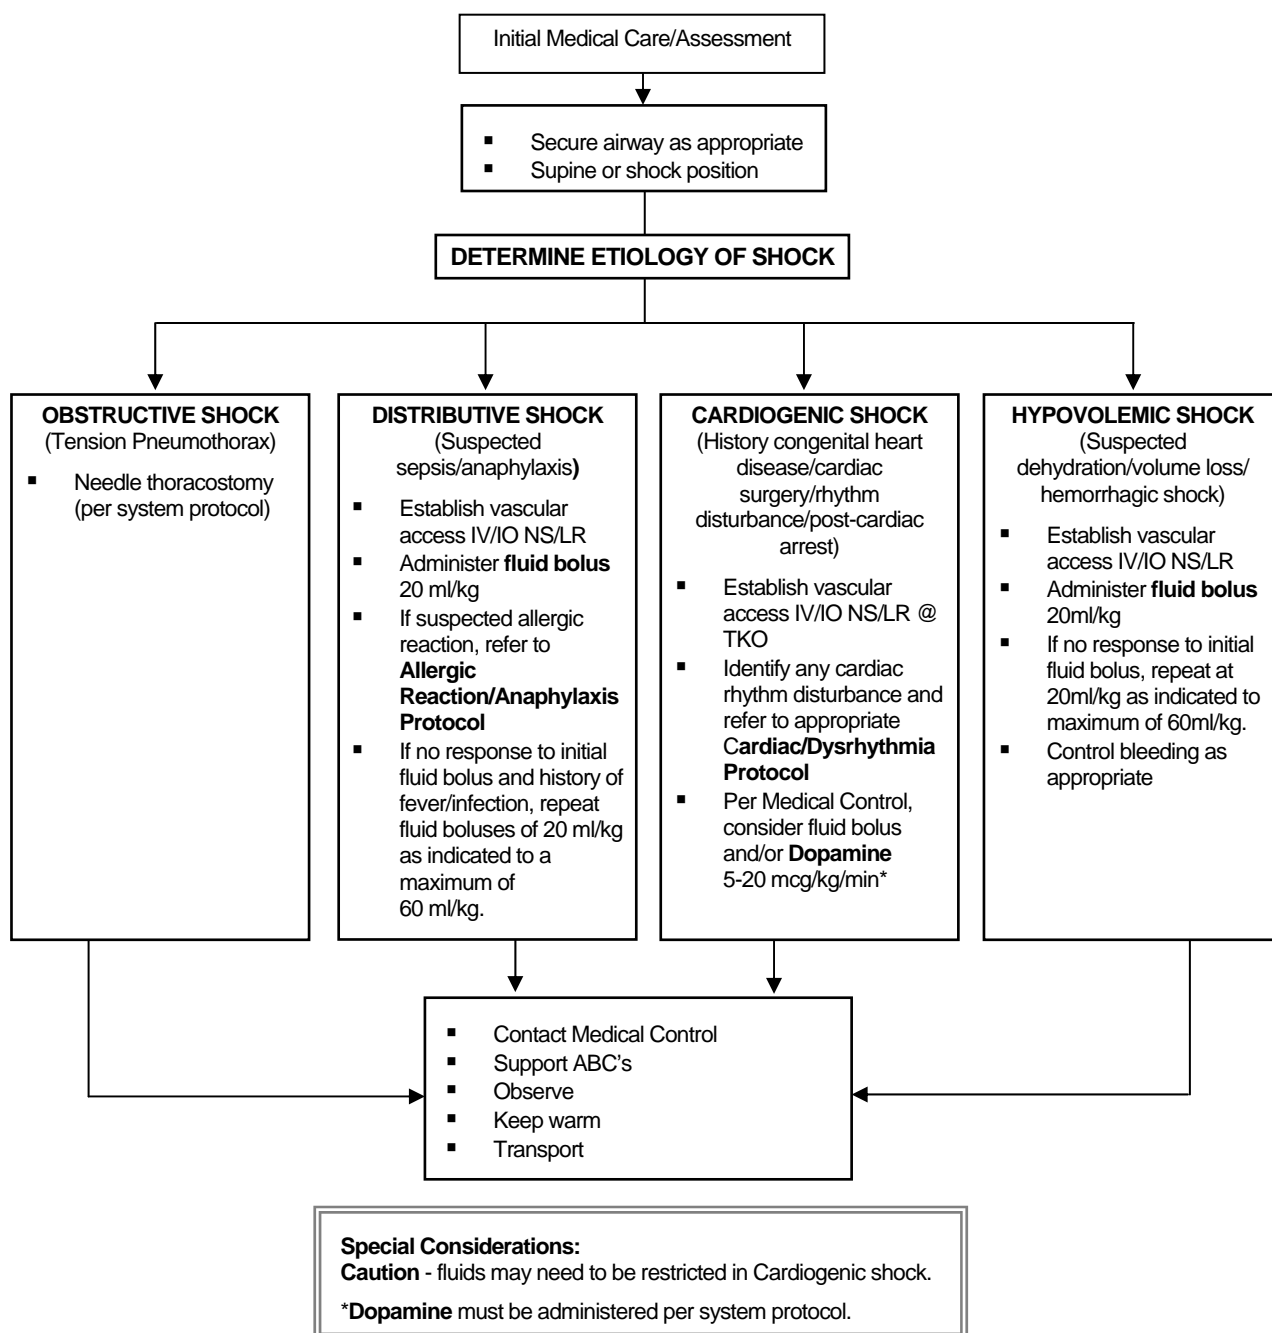 Initial Medical Care/Assessment
▪ Secure airway as appropriate
▪ Supine or shock position
DETERMINE ETIOLOGY OF SHOCK
OBSTRUCTIVE SHOCK
(Tension Pneumothorax)
▪ Needle thoracostomy
(per system protocol)
DISTRIBUTIVE SHOCK
(Suspected
sepsis/anaphylaxis)
▪ Establish vascular
access IV/IO NS/LR
▪ Administer fluid bolus
20 ml/kg
▪ If suspected allergic
reaction, refer to
Allergic
Reaction/Anaphylaxis
Protocol
▪ If no response to initial
fluid bolus and history of
fever/infection, repeat
fluid boluses of 20 ml/kg
as indicated to a
maximum of
60 ml/kg.
CARDIOGENIC SHOCK
(History congenital heart
disease/cardiac
surgery/rhythm
disturbance/post-cardiac
arrest)
▪ Establish vascular
access IV/IO NS/LR @
TKO
▪ Identify any cardiac
rhythm disturbance and
refer to appropriate
Cardiac/Dysrhythmia
Protocol
▪ Per Medical Control,
consider fluid bolus
and/or Dopamine
5-20 mcg/kg/min*
HYPOVOLEMIC SHOCK
(Suspected
dehydration/volume loss/
hemorrhagic shock)
▪ Establish vascular
access IV/IO NS/LR
▪ Administer fluid bolus
20ml/kg
▪ If no response to initial
fluid bolus, repeat at
20ml/kg as indicated to
maximum of 60ml/kg.
▪ Control bleeding as
appropriate
▪ Contact Medical Control
▪ Support ABC's
▪ Observe
▪ Keep warm
▪ Transport
Special Considerations:
Caution - fluids may need to be restricted in Cardiogenic shock.
*Dopamine must be administered per system protocol.